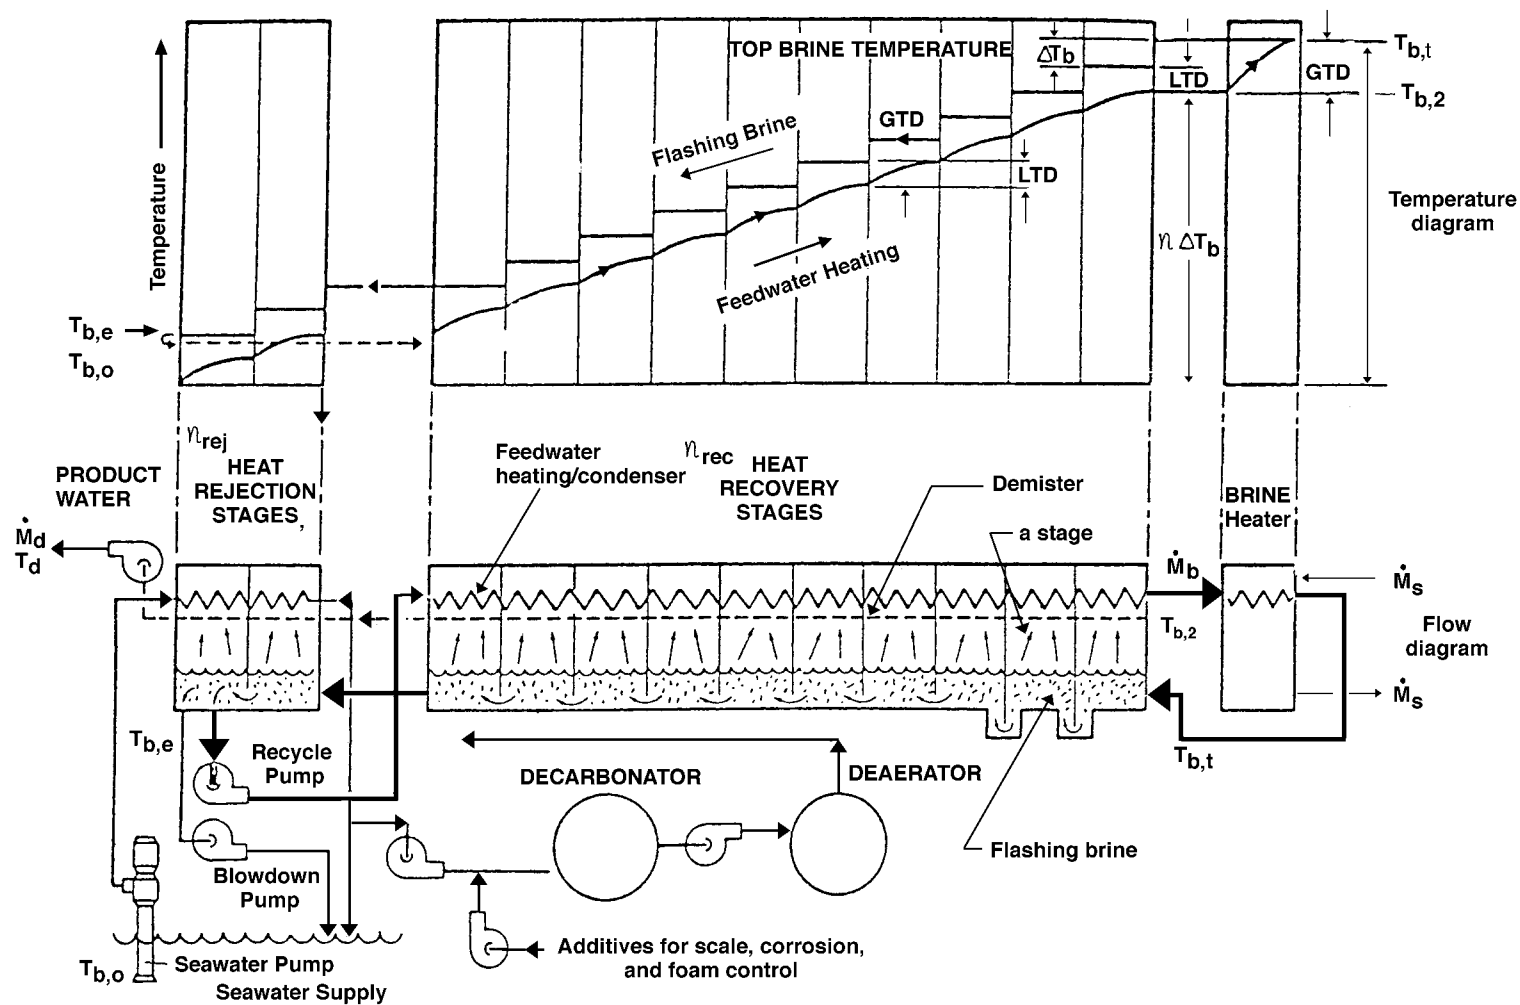 TOP BRINE TEMPERATURE
ΔTb
LTD
GTD
Tb,t
Tb,2
GTD
LTD
Flashing Brine
Feedwater Heating
n ΔTb
Temperature
Temperature
diagram
Tb,e
Tb,o
nrej
HEAT
REJECTION
STAGES,
Feedwater
heating/condenser
nrec
HEAT
RECOVERY
STAGES
Demister
a stage
BRINE
Heater
PRODUCT
WATER
Ṁd
Td
Ṁb
Tb,2
Ṁs
Flow
diagram
Ṁs
Tb,t
Tb,e
Recycle
Pump
DECARBONATOR
DEAERATOR
Flashing brine
Blowdown
Pump
Additives for scale, corrosion,
and foam control
Tb,o
Seawater Pump
Seawater Supply